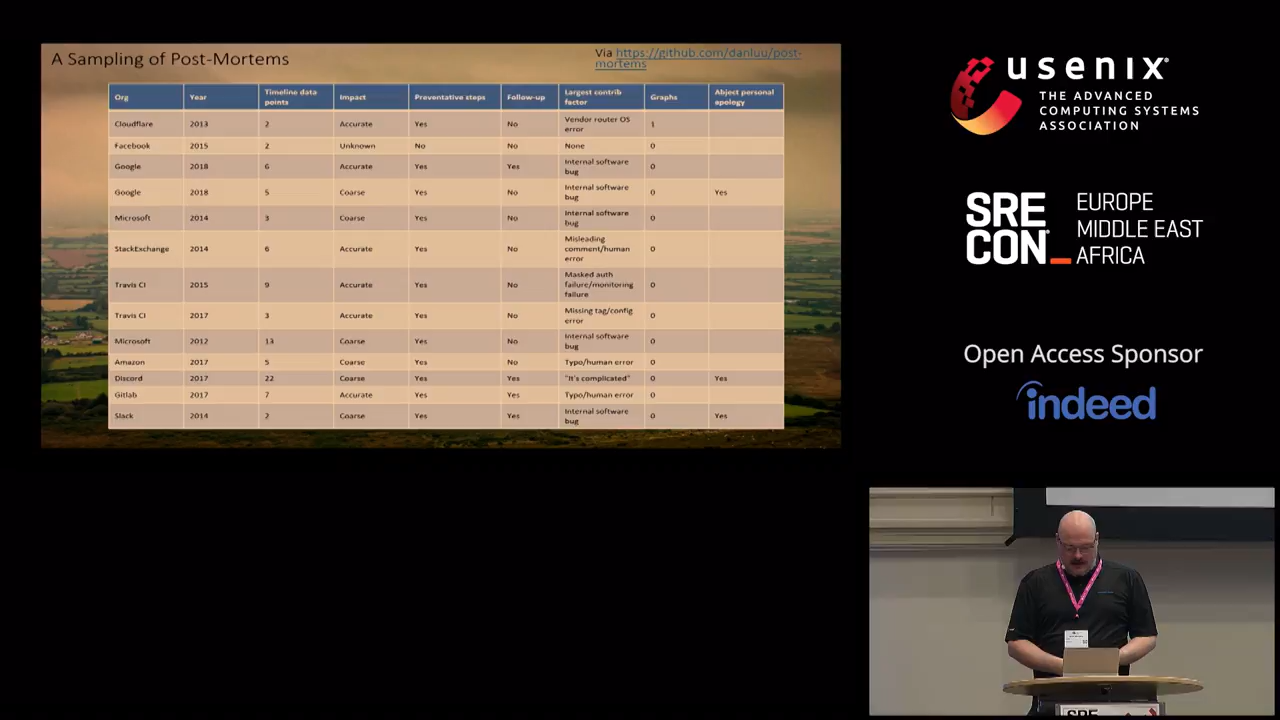 A Sampling of Post-Mortems
Via https://github.com/danluu/post-
mortems
Org Year Timeline data points Impact Preventative steps Follow-up Largest contrib factor Graphs Abject personal apology
Cloudflare 2013 2 Accurate Yes No Vendor router OS error 1
Facebook 2015 2 Unknown No No None 0
Google 2018 6 Accurate Yes Yes Internal software bug 0
Google 2018 5 Coarse Yes No Internal software bug 0 Yes
Microsoft 2014 3 Coarse Yes No Internal software bug 0
StackExchange 2014 6 Accurate Yes No Misleading comment/human error 0
Travis CI 2015 9 Accurate Yes No Masked auth failure/monitoring failure 0
Travis CI 2017 3 Accurate Yes No Missing tag/config error 0
Microsoft 2012 13 Coarse Yes No Internal software bug 0
Amazon 2017 5 Coarse Yes No Typo/human error 0
Discord 2017 22 Coarse Yes Yes "It's complicated" 0 Yes
Gitlab 2017 7 Accurate Yes Yes Typo/human error 0
Slack 2014 2 Coarse Yes Yes Internal software bug 0 Yes
usenix
THE ADVANCED
COMPUTING SYSTEMS
ASSOCIATION
SRE
CON
EUROPE
MIDDLE EAST
AFRICA
Open Access Sponsor
indeed
SRE